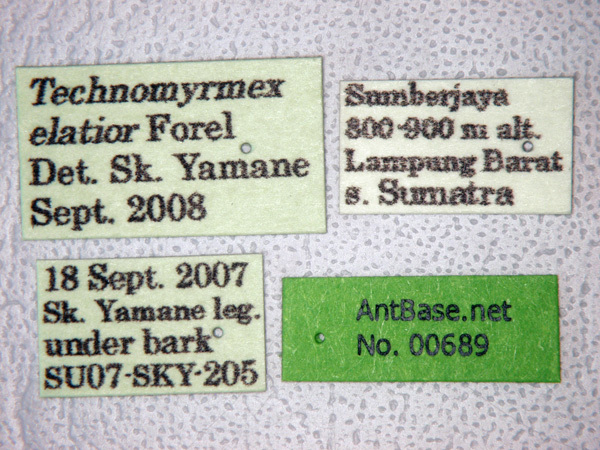 Technomyrmex
elatior Forel
Det. Sk. Yamane
Sept. 2008
Sumberjaya
800-900 m alt.
Lampung Barat
s. Sumatra
18 Sept. 2007
Sk. Yamane leg.
under bark
SU07-SKY-205
AntBase.net
No. 00689